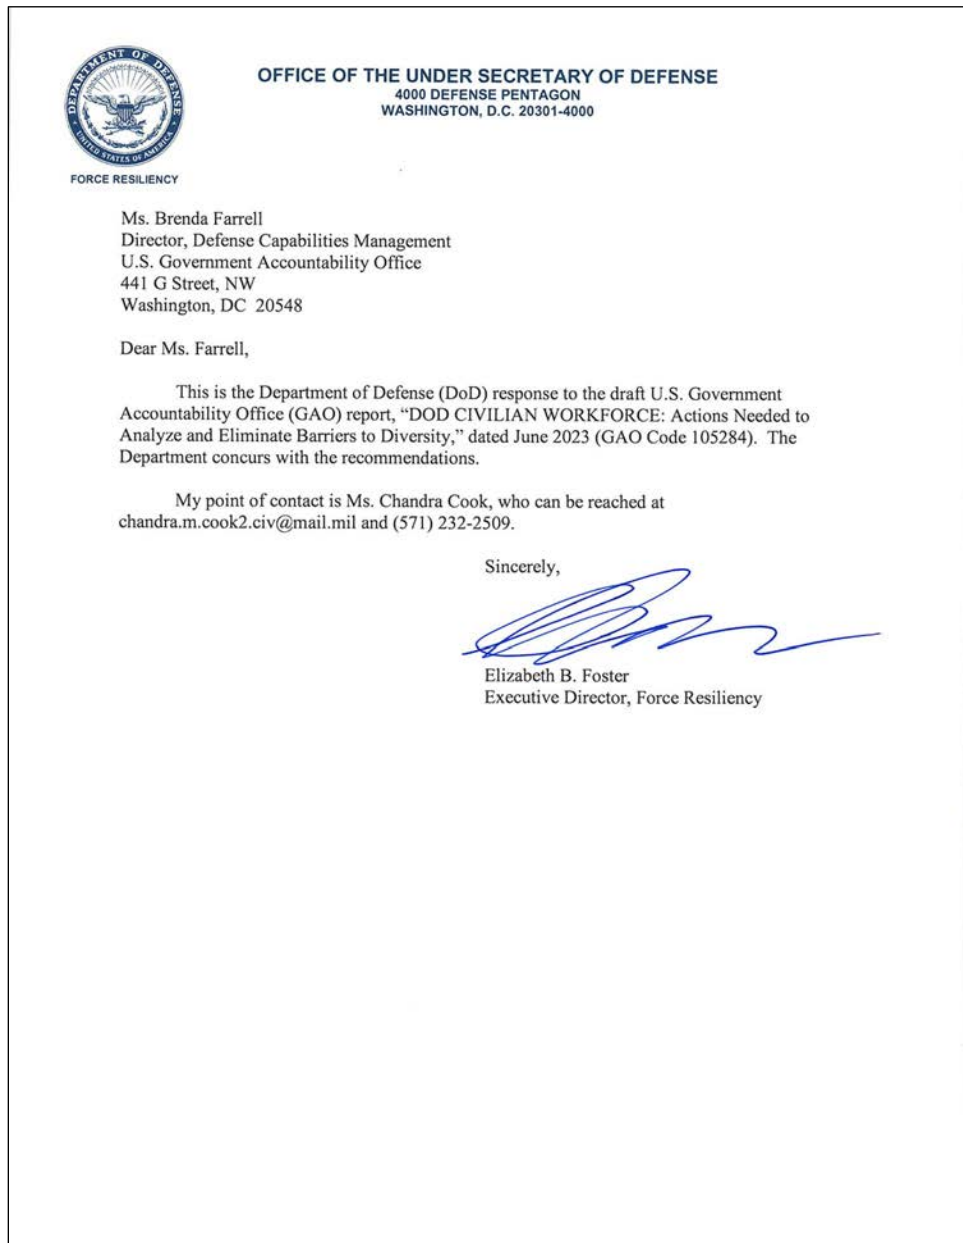 DEPARTMENT OF DEFENSE
UNITED STATES OF AMERICA
FORCE RESILIENCY
OFFICE OF THE UNDER SECRETARY OF DEFENSE
4000 DEFENSE PENTAGON
WASHINGTON, D.C. 20301-4000
Ms. Brenda Farrell
Director, Defense Capabilities Management
U.S. Government Accountability Office
441 G Street, NW
Washington, DC  20548
Dear Ms. Farrell,
This is the Department of Defense (DoD) response to the draft U.S. Government
Accountability Office (GAO) report, “DOD CIVILIAN WORKFORCE: Actions Needed to
Analyze and Eliminate Barriers to Diversity,” dated June 2023 (GAO Code 105284).  The
Department concurs with the recommendations.
My point of contact is Ms. Chandra Cook, who can be reached at
chandra.m.cook2.civ@mail.mil and (571) 232-2509.
Sincerely,
Elizabeth B. Foster
Executive Director, Force Resiliency